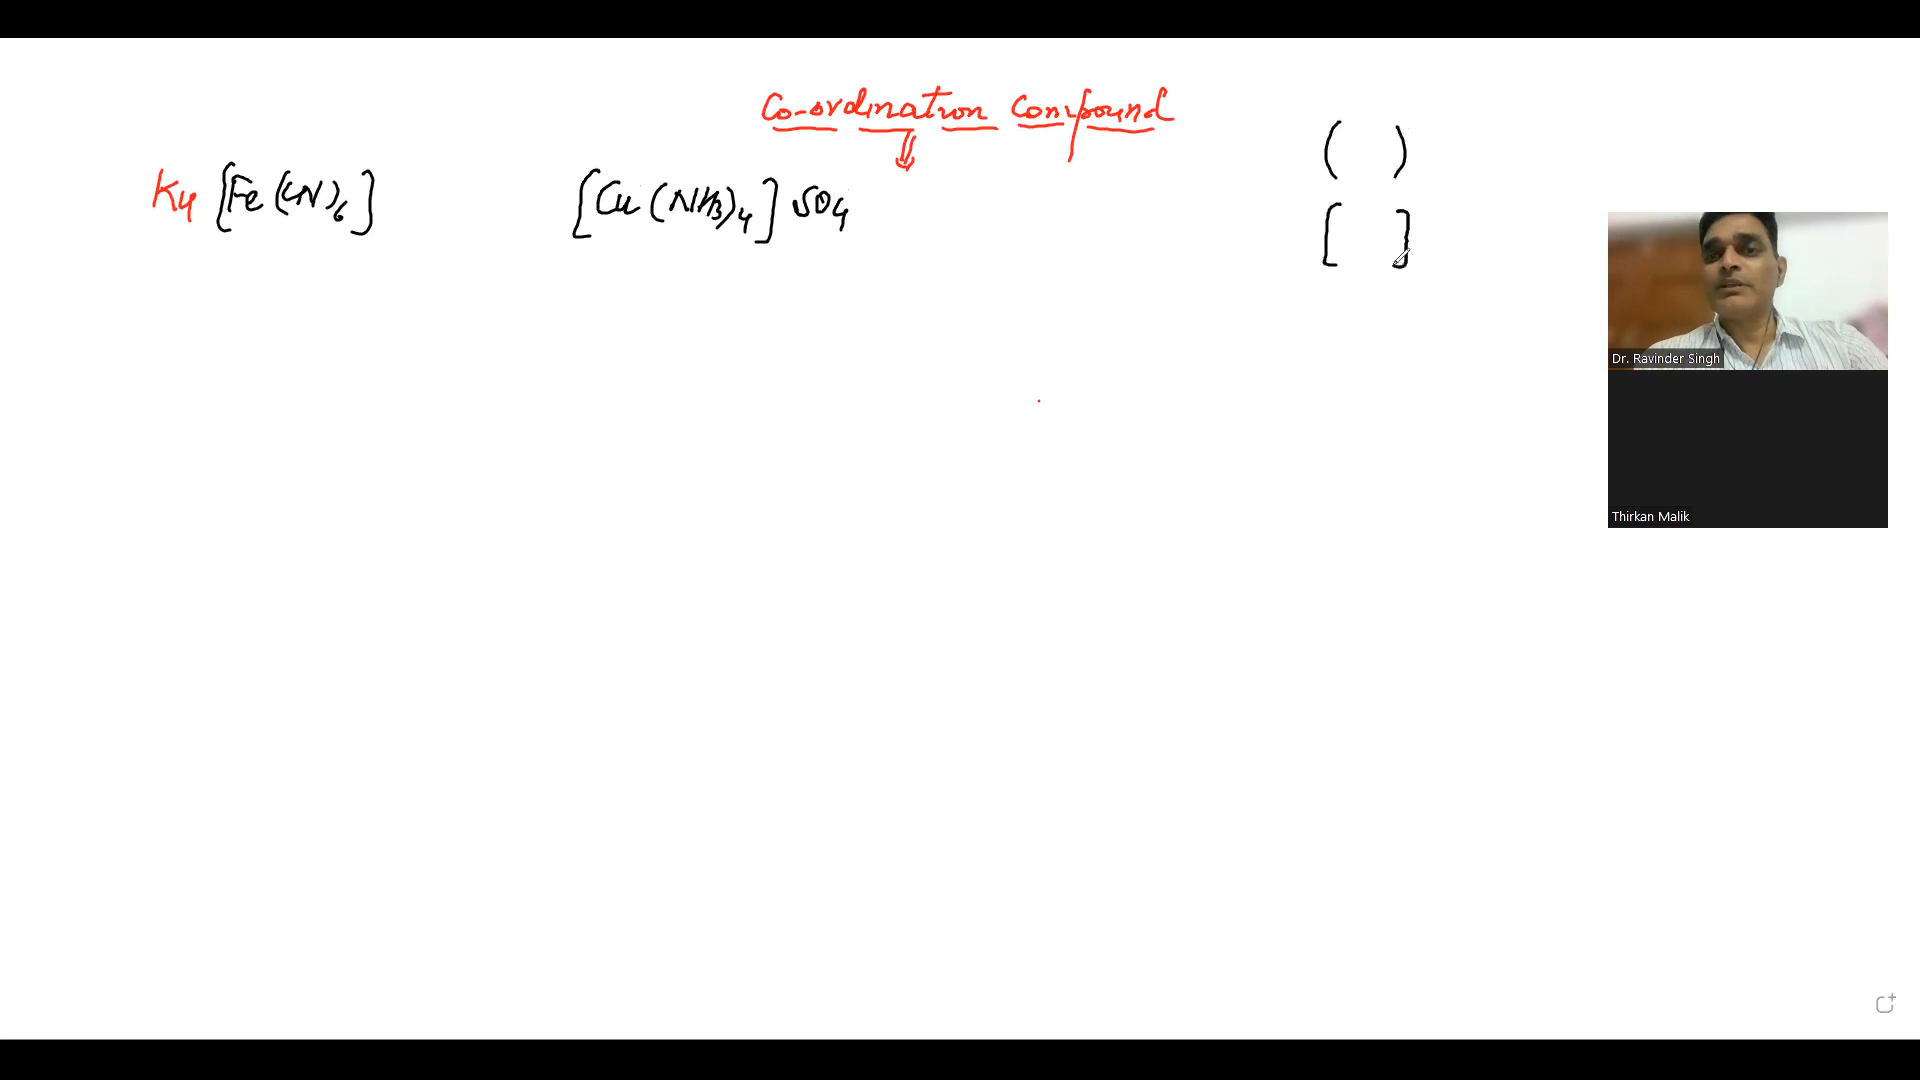 Co-ordination Compound
K4 [Fe(CN)6]
[Cu(NH3)4] SO4
( )
[ ]
Dr. Ravinder Singh
Thirkan Malik